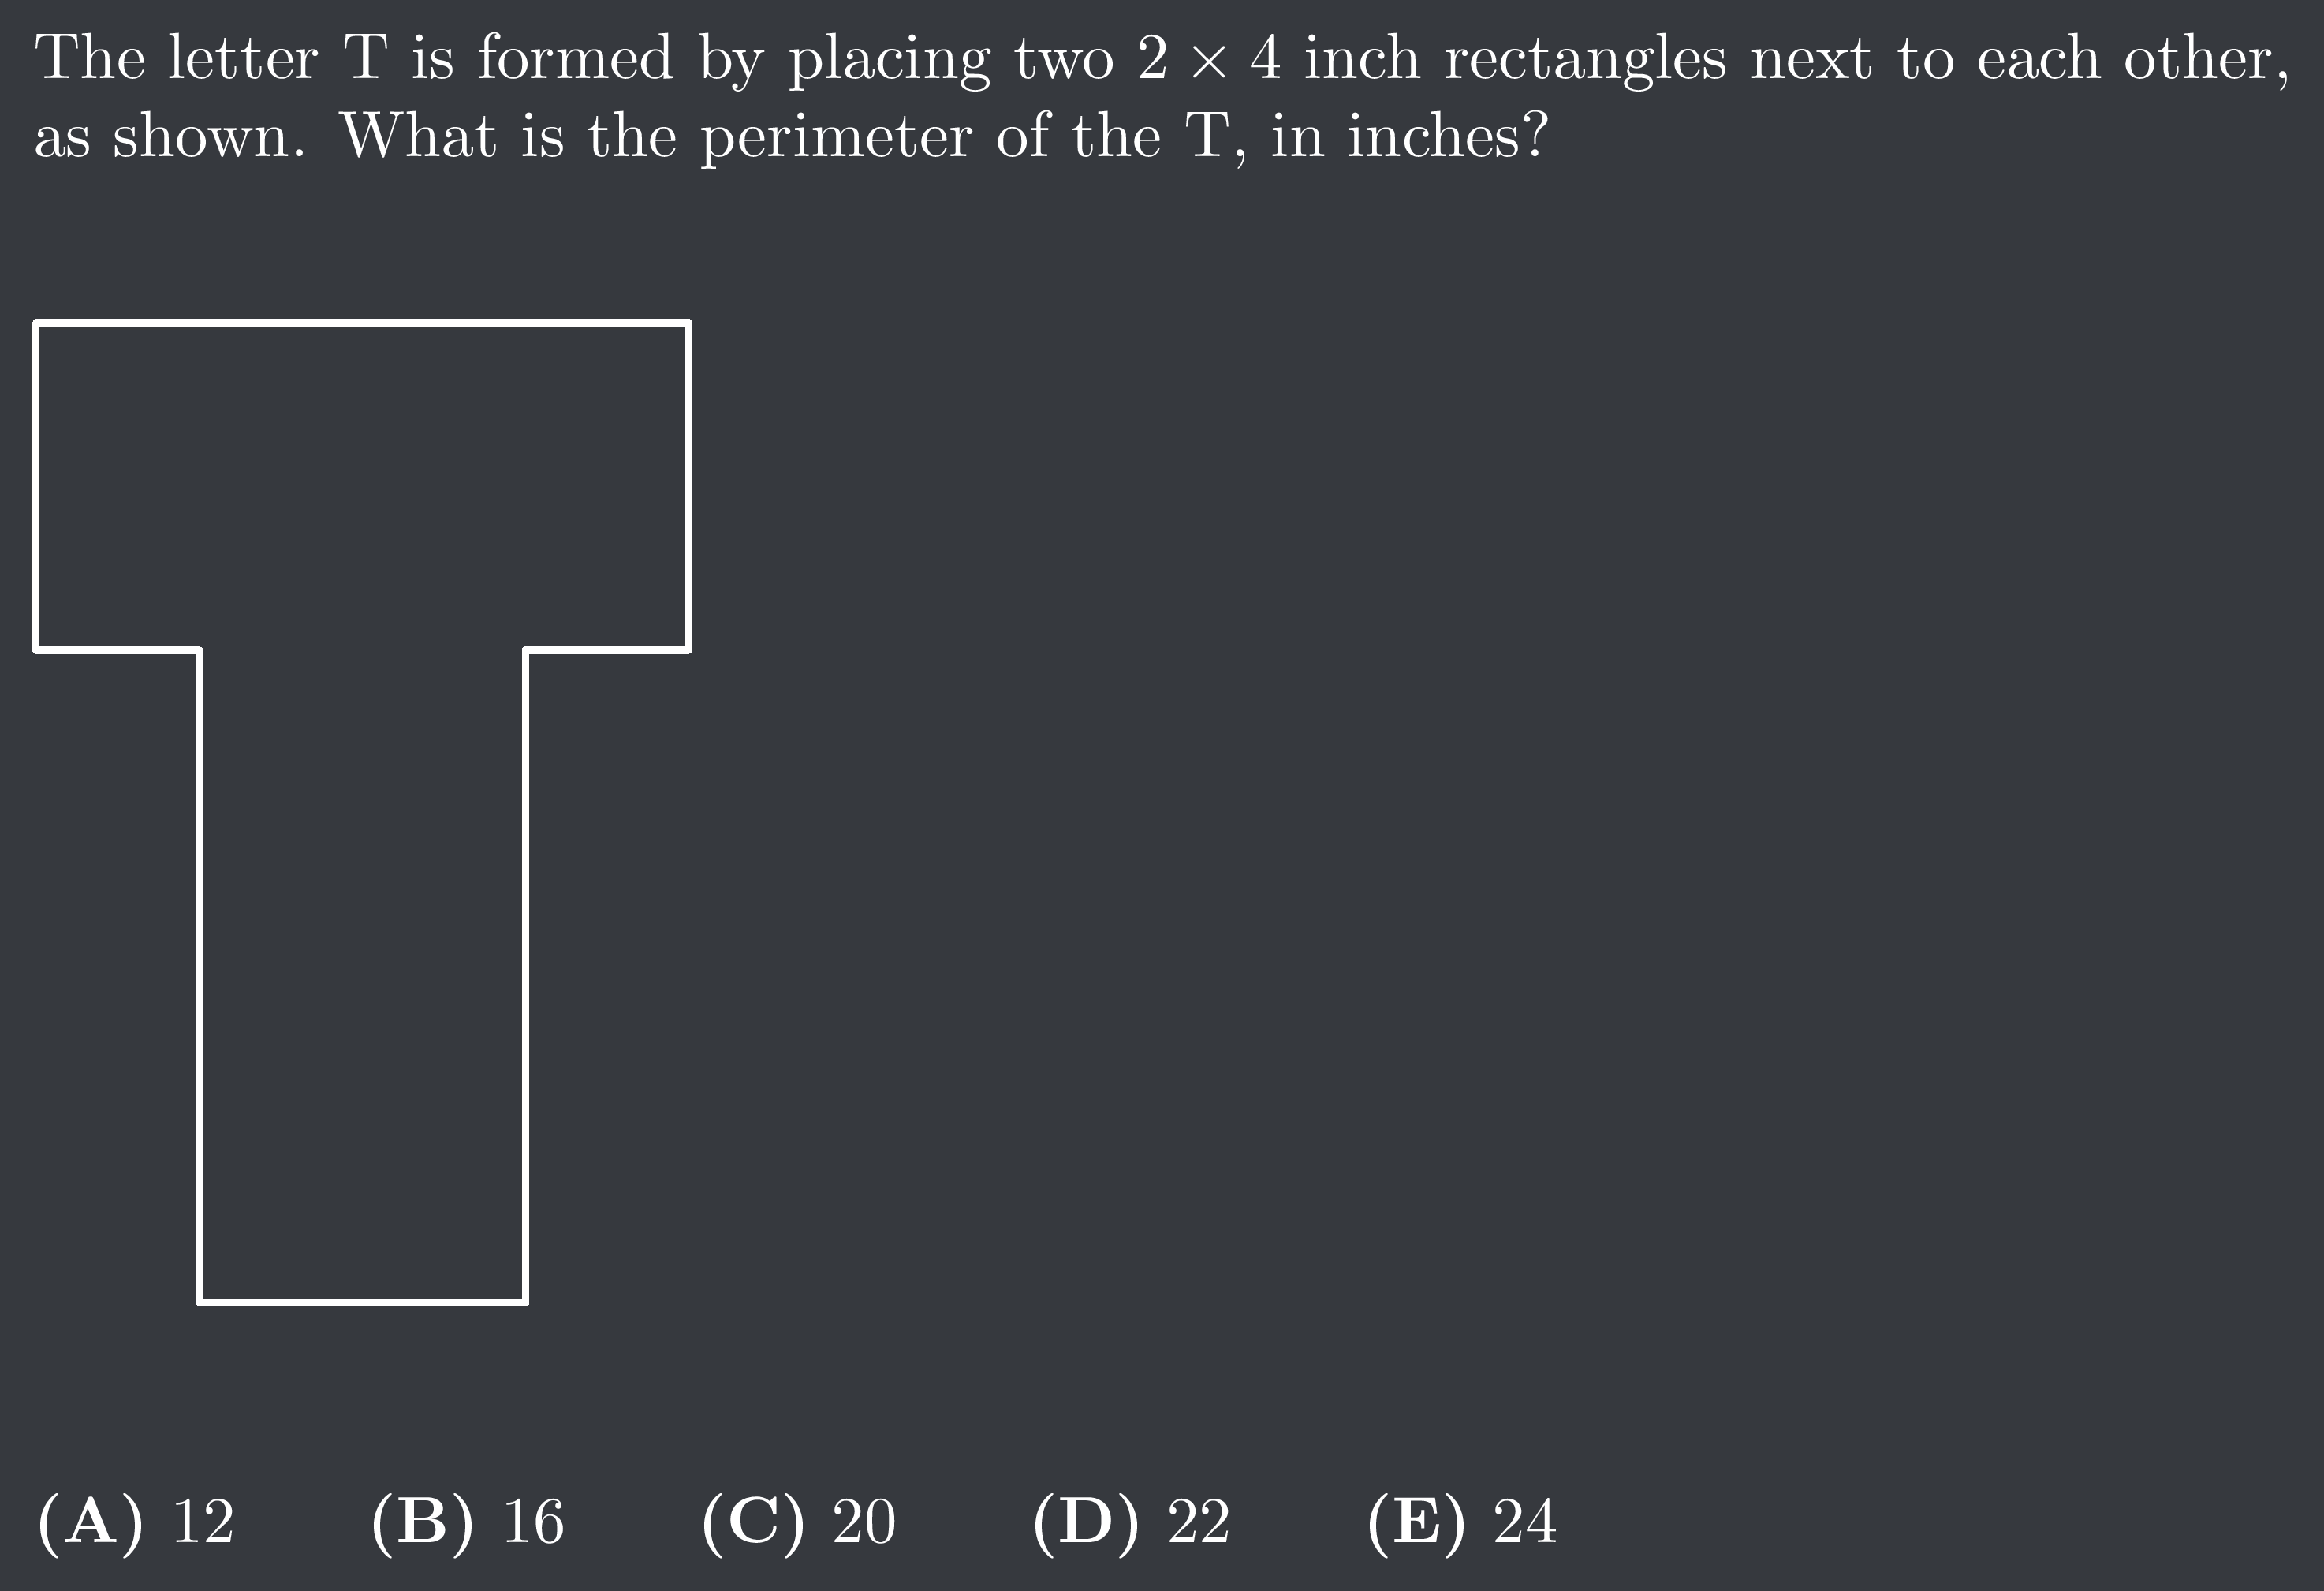 The letter T is formed by placing two 2 × 4 inch rectangles next to each other,
as shown. What is the perimeter of the T, in inches?
(A) 12 (B) 16 (C) 20 (D) 22 (E) 24